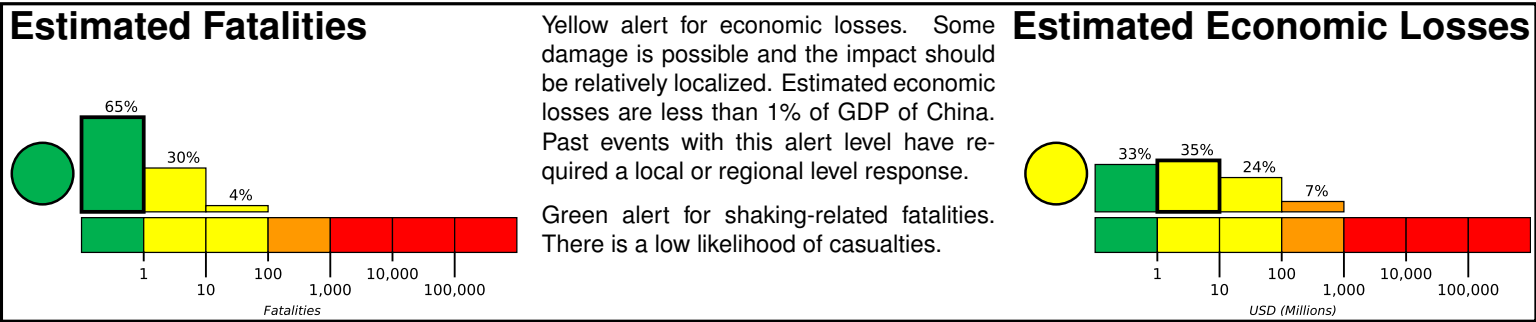 Estimated Fatalities
65%
30%
4%
1
10
100
1,000
10,000
100,000
Fatalities
Yellow alert for economic losses. Some
damage is possible and the impact should
be relatively localized. Estimated economic
losses are less than 1% of GDP of China.
Past events with this alert level have re-
quired a local or regional level response.
Green alert for shaking-related fatalities.
There is a low likelihood of casualties.
Estimated Economic Losses
33%
35%
24%
7%
1
10
100
1,000
10,000
100,000
USD (Millions)